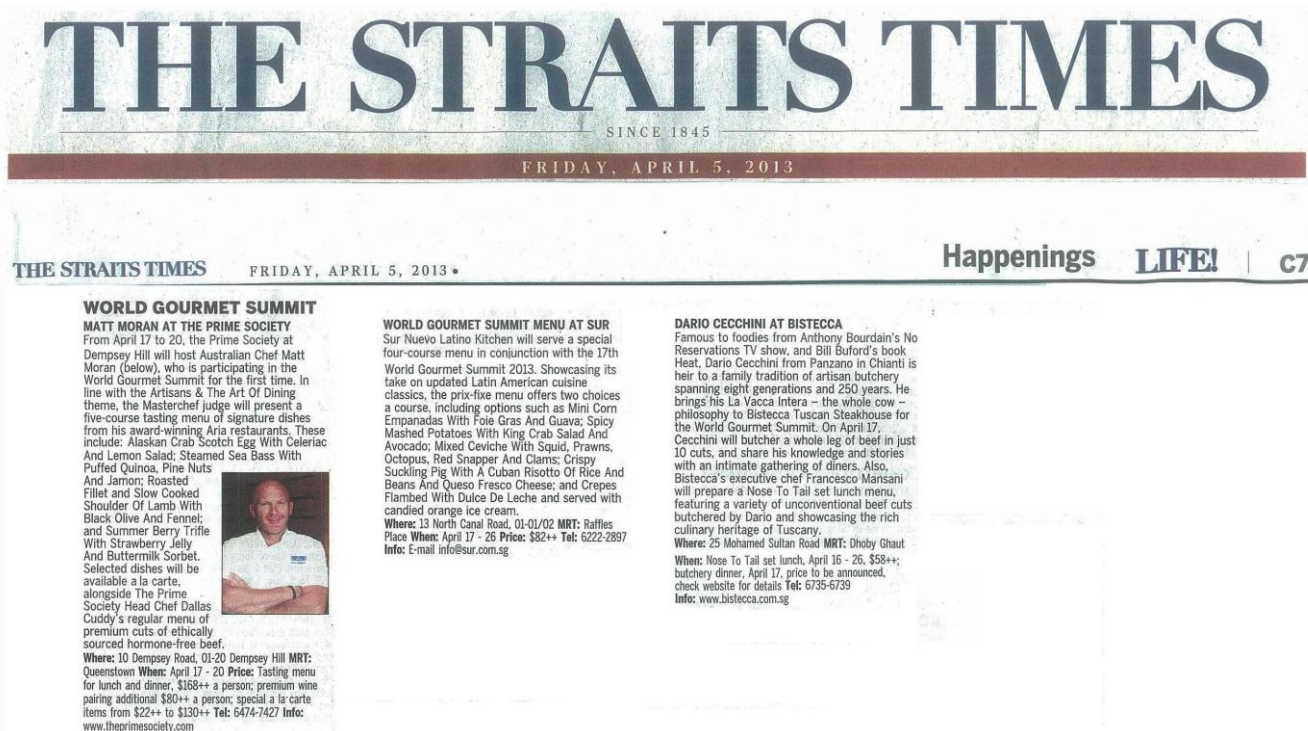 THE STRAITS TIMES
SINCE 1845
FRIDAY, APRIL 5, 2013
THE STRAITS TIMES FRIDAY, APRIL 5, 2013 Happenings LIFE! C7
WORLD GOURMET SUMMIT
MATT MORAN AT THE PRIME SOCIETY
From April 17 to 20, the Prime Society at
Dempsey Hill will host Australian Chef Matt
Moran (below), who is participating in the
World Gourmet Summit for the first time. In
line with the Artisans & The Art Of Dining
theme, the Masterchef judge will present a
five-course tasting menu of signature dishes
from his award-winning Aria restaurants. These
include: Alaskan Crab Scotch Egg With Celeriac
And Lemon Salad; Steamed Sea Bass With
Puffed Quinoa, Pine Nuts
And Jamon; Roasted
Fillet and Slow Cooked
Shoulder Of Lamb With
Black Olive And Fennel;
and Summer Berry Trifle
With Strawberry Jelly
And Buttermilk Sorbet.
Selected dishes will be
available a la carte,
alongside The Prime
Society Head Chef Dallas
Cuddy's regular menu of
premium cuts of ethically
sourced hormone-free beef.
Where: 10 Dempsey Road, 01-20 Dempsey Hill MRT:
Queenstown When: April 17 - 20 Price: Tasting menu
for lunch and dinner, $168++ a person; premium wine
pairing additional $80++ a person; special a la carte
items from $22++ to $130++ Tel: 6474-7427 Info:
www.theprimesociety.com
WORLD GOURMET SUMMIT MENU AT SUR
Sur Nuevo Latino Kitchen will serve a special
four-course menu in conjunction with the 17th
World Gourmet Summit 2013. Showcasing its
take on updated Latin American cuisine
classics, the prix-fixe menu offers two choices
a course, including options such as Mini Corn
Empanadas With Foie Gras And Guava; Spicy
Mashed Potatoes With King Crab Salad And
Avocado; Mixed Ceviche With Squid, Prawns,
Octopus, Red Snapper And Clams; Crispy
Suckling Pig With A Cuban Risotto Of Rice And
Beans And Queso Fresco Cheese; and Crepes
Flambed With Dulce De Leche and served with
candied orange ice cream.
Where: 13 North Canal Road, 01-01/02 MRT: Raffles
Place When: April 17 - 26 Price: $82++ Tel: 6222-2897
Info: E-mail info@sur.com.sg
DARIO CECCHINI AT BISTECCA
Famous to foodies from Anthony Bourdain's No
Reservations TV show, and Bill Buford's book
Heat, Dario Cecchini from Panzano in Chianti is
heir to a family tradition of artisan butchery
spanning eight generations and 250 years. He
brings his La Vacca Intera – the whole cow –
philosophy to Bistecca Tuscan Steakhouse for
the World Gourmet Summit. On April 17,
Cecchini will butcher a whole leg of beef in just
10 cuts, and share his knowledge and stories
with an intimate gathering of diners. Also,
Bistecca's executive chef Francesco Mansani
will prepare a Nose To Tail set lunch menu,
featuring a variety of unconventional beef cuts
butchered by Dario and showcasing the rich
culinary heritage of Tuscany.
Where: 25 Mohamed Sultan Road MRT: Dhoby Ghaut
When: Nose To Tail set lunch, April 16 - 26, $58++;
butchery dinner, April 17, price to be announced,
check website for details Tel: 6735-6739
Info: www.bistecca.com.sg